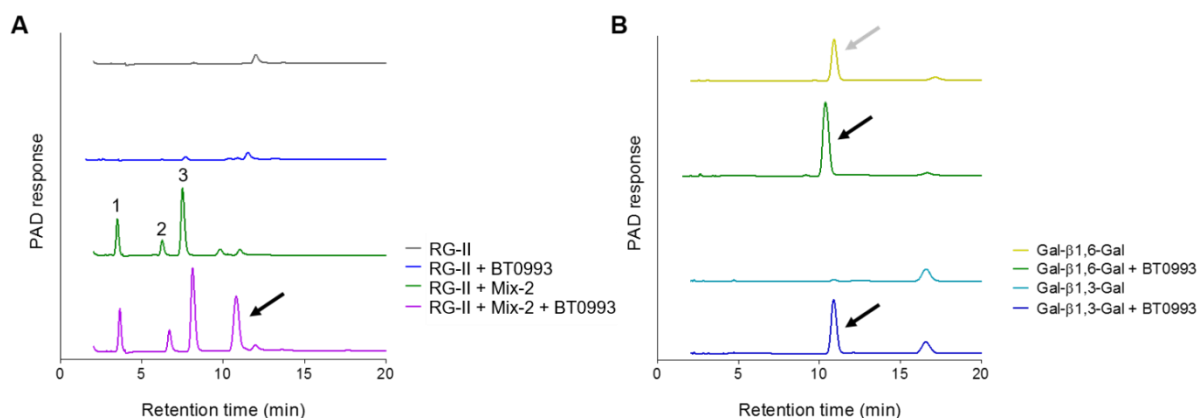 A
PAD response
1
2
3
RG-II
RG-II + BT0993
RG-II + Mix-2
RG-II + Mix-2 + BT0993
0
5
10
15
20
Retention time (min)
B
PAD response
Gal-β1,6-Gal
Gal-β1,6-Gal + BT0993
Gal-β1,3-Gal
Gal-β1,3-Gal + BT0993
0
5
10
15
20
Retention time (min)